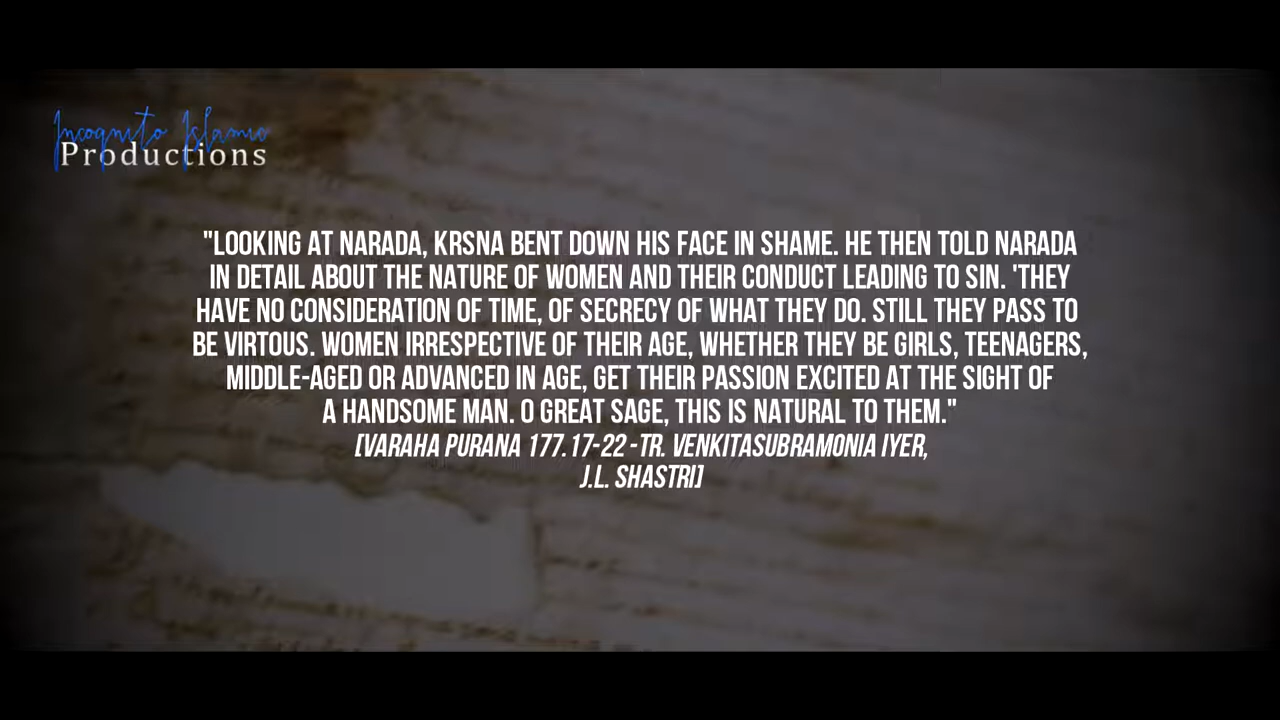 Incognito Islamic
Productions
"LOOKING AT NARADA, KRSNA BENT DOWN HIS FACE IN SHAME. HE THEN TOLD NARADA
IN DETAIL ABOUT THE NATURE OF WOMEN AND THEIR CONDUCT LEADING TO SIN. 'THEY
HAVE NO CONSIDERATION OF TIME, OF SECRECY OF WHAT THEY DO. STILL THEY PASS TO
BE VIRTOUS. WOMEN IRRESPECTIVE OF THEIR AGE, WHETHER THEY BE GIRLS, TEENAGERS,
MIDDLE-AGED OR ADVANCED IN AGE, GET THEIR PASSION EXCITED AT THE SIGHT OF
A HANDSOME MAN. O GREAT SAGE, THIS IS NATURAL TO THEM."
[VARAHA PURANA 177.17-22 -TR. VENKITASUBRAMONIA IYER,
J.L. SHASTRI]